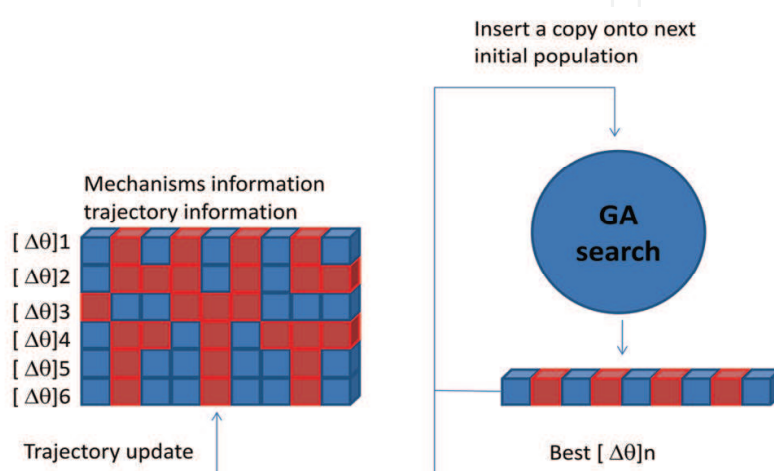 Insert a copy onto next
initial population
Mechanisms information
trajectory information
GA
search
[ Δθ]1
[ Δθ]2
[ Δθ]3
[ Δθ]4
[ Δθ]5
[ Δθ]6
Trajectory update
Best [ Δθ]n